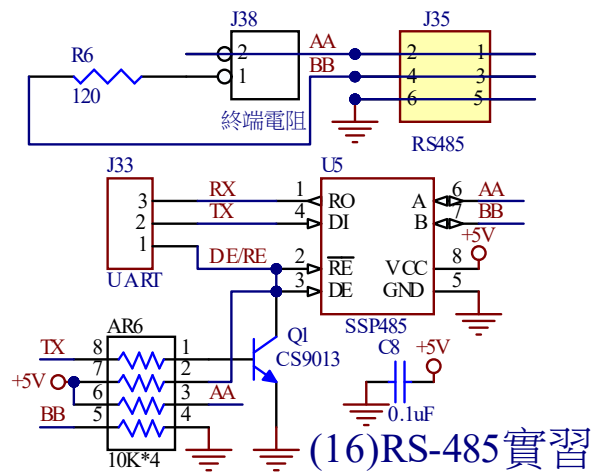 J38
J35
R6
120
2
1
AA
BB
2
1
4
3
6
5
終端電阻
RS485
J33
U5
3
2
1
RX
TX
DE/RE
UART
1
4
2
3
RO
DI
RE
DE
A
B
VCC
GND
6
7
8
5
AA
BB
+5V
SSP485
AR6
TX
8
1
+5V
7
2
6
3
AA
BB
5
4
10K*4
Q1
CS9013
C8
+5V
0.1uF
(16)RS-485實習